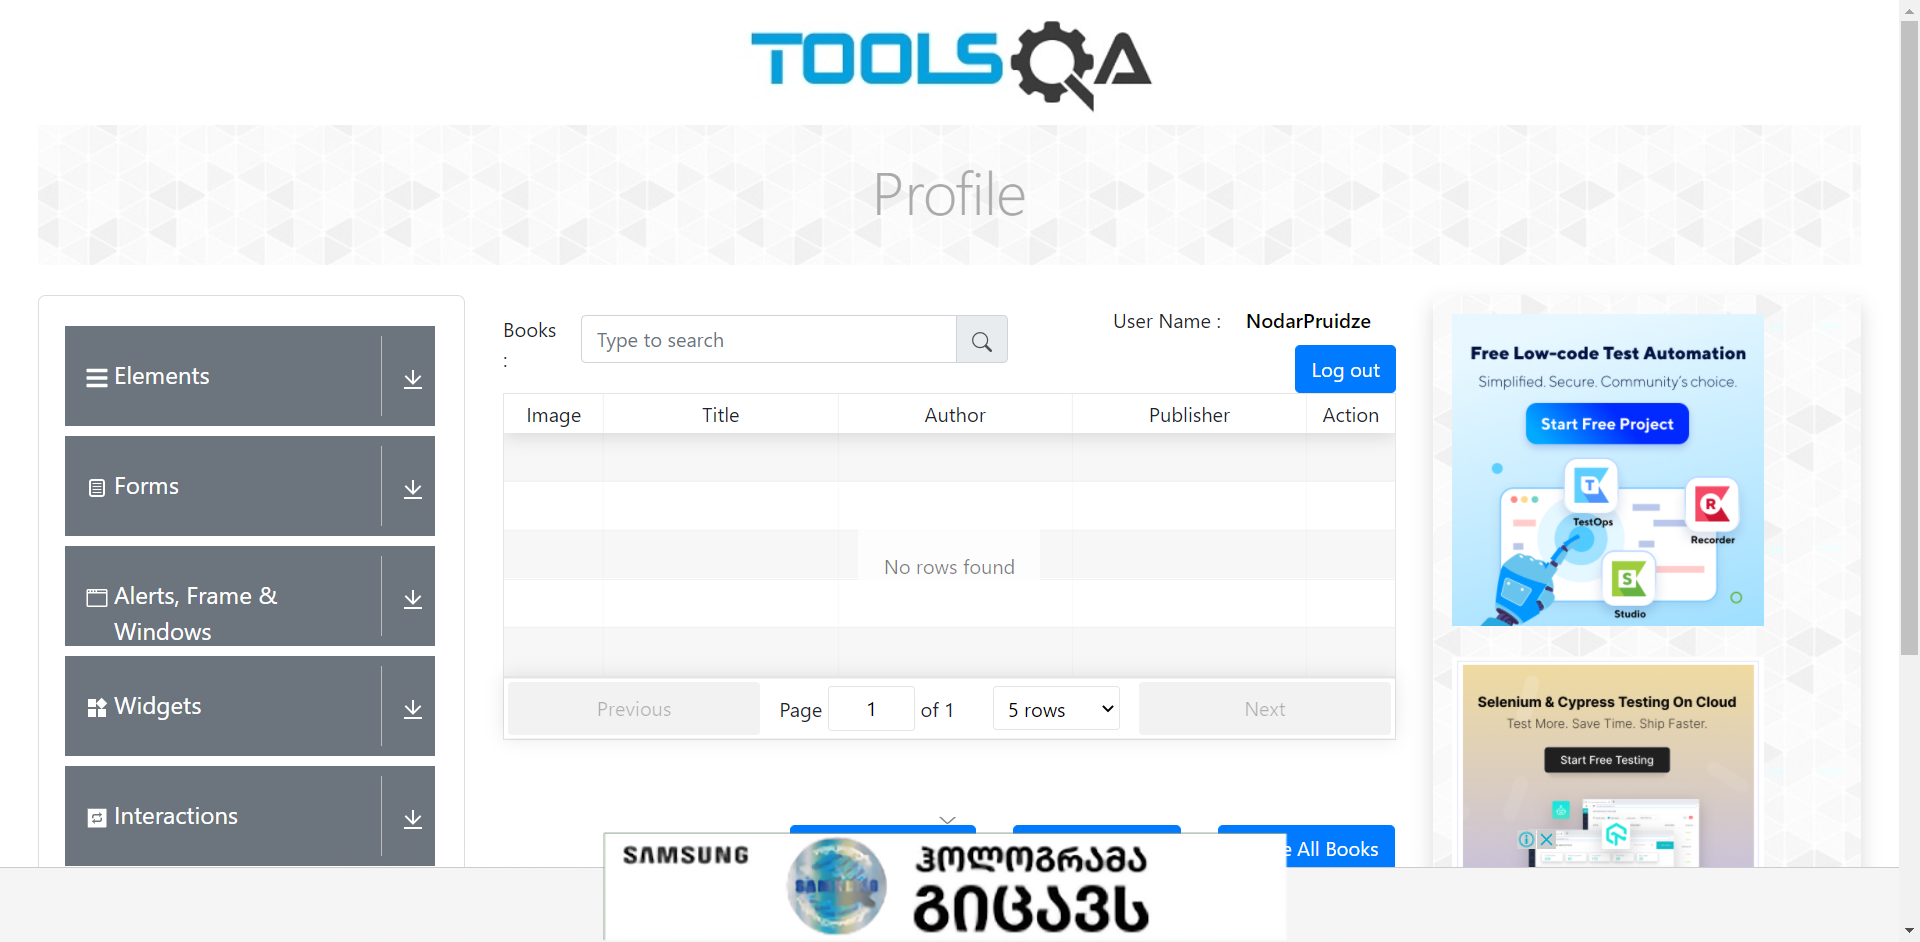 TOOLSQA
Profile
Elements
Forms
Alerts, Frame &
Windows
Widgets
Interactions
Books
:
Type to search
User Name : NodarPruidze
Log out
Image Title Author Publisher Action
No rows found
Previous Page 1 of 1 5 rows Next
All Books
Free Low-code Test Automation
Simplified. Secure. Community's choice.
Start Free Project
TestOps
Recorder
Studio
Selenium & Cypress Testing On Cloud
Test More. Save Time. Ship Faster.
Start Free Testing
SAMSUNG
ჰოლოგრამა
გიცავს